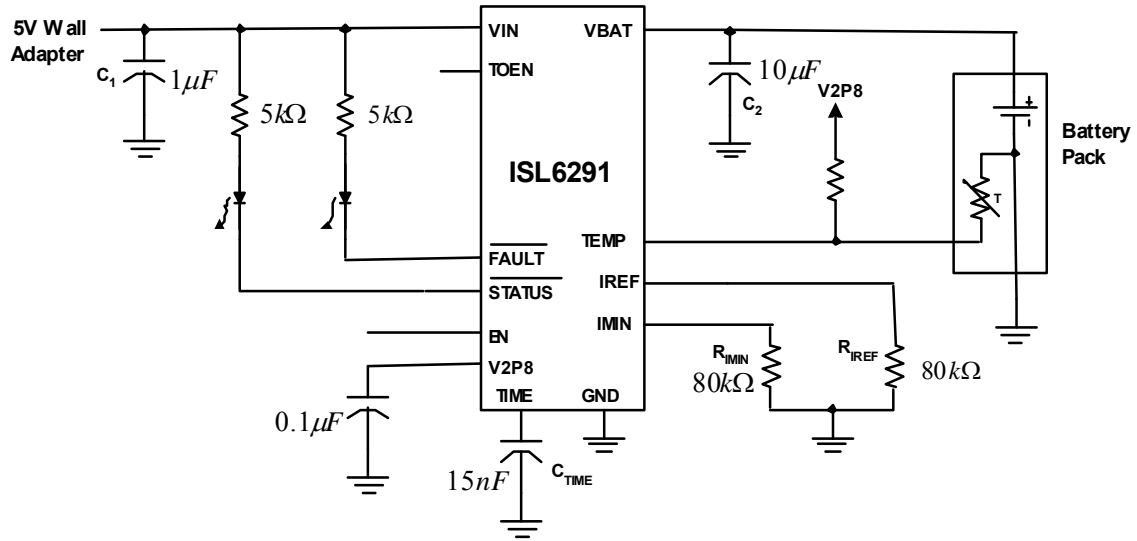 5V Wall
Adapter
C1
1μF
5kΩ
5kΩ
VIN
TOEN
VBAT
10μF
C2
V2P8
Battery
Pack
+
-
T
ISL6291
TEMP
FAULT
STATUS
IREF
IMIN
EN
V2P8
TIME
GND
RIMIN
80kΩ
RIREF
80kΩ
0.1μF
15nF
CTIME